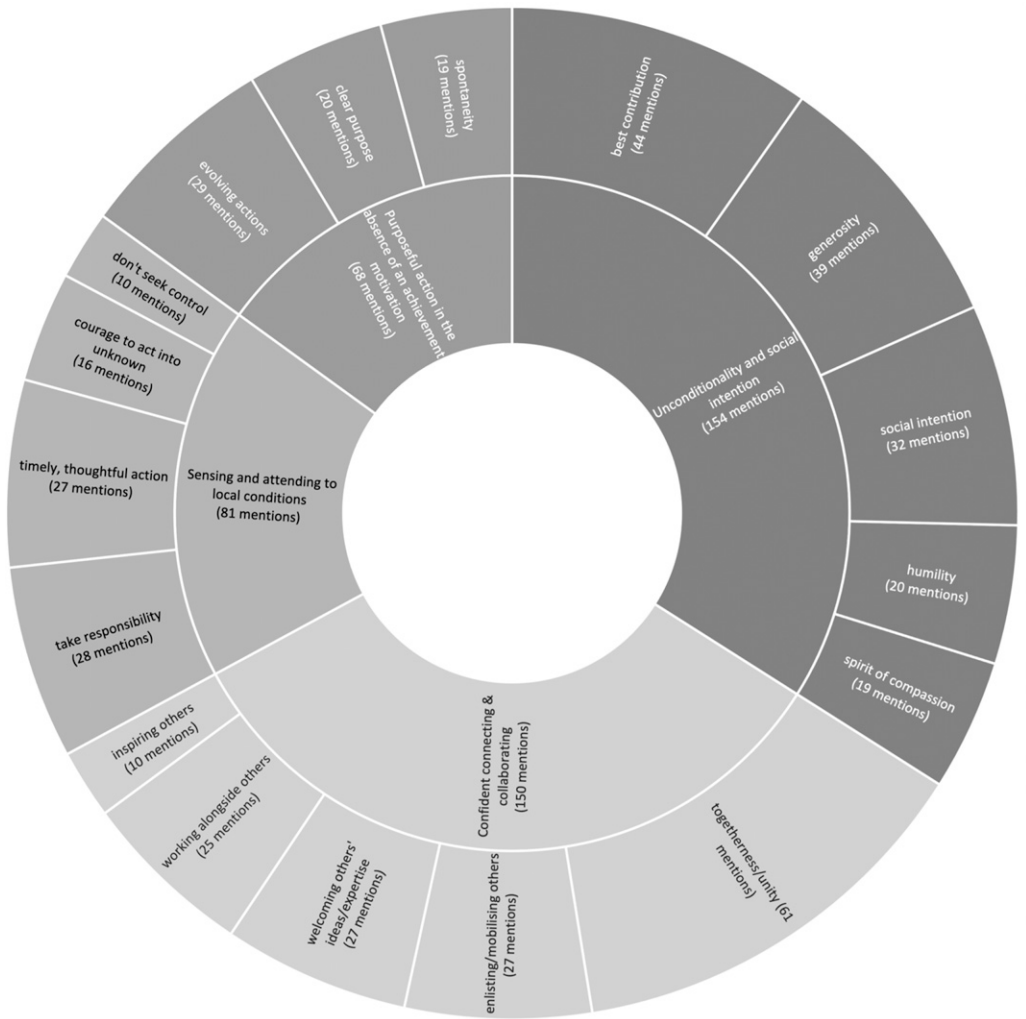 best contribution
(44 mentions)
generosity
(39 mentions)
social intention
(32 mentions)
humility
(20 mentions)
spirit of compassion
(19 mentions)
Unconditionality and social
intention
(154 mentions)
togetherness/unity (61
mentions)
enlisting/mobilising others
(27 mentions)
welcoming others'
ideas/expertise
(27 mentions)
working alongside others
(25 mentions)
inspiring others
(10 mentions)
Confident connecting &
collaborating
(150 mentions)
take responsibility
(28 mentions)
timely, thoughtful action
(27 mentions)
courage to act into
unknown
(16 mentions)
don't seek control
(10 mentions)
Sensing and attending to
local conditions
(81 mentions)
evolving actions
(29 mentions)
clear purpose
(20 mentions)
spontaneity
(19 mentions)
Purposeful action in the
absence of an achievement
motivation
(68 mentions)